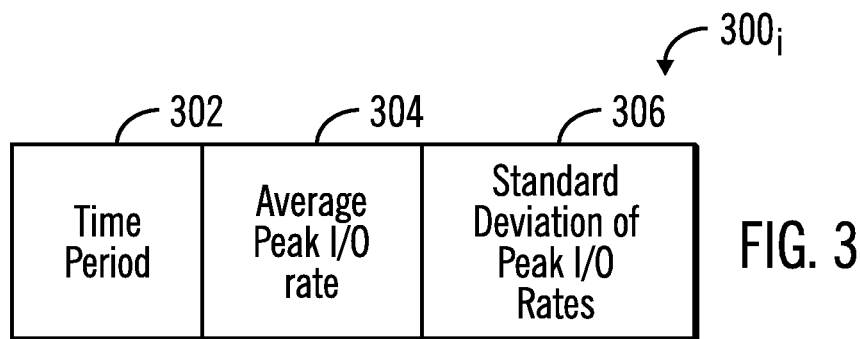 300i
302
304
306
Time
Period
Average
Peak I/O
rate
Standard
Deviation of
Peak I/O
Rates
FIG. 3